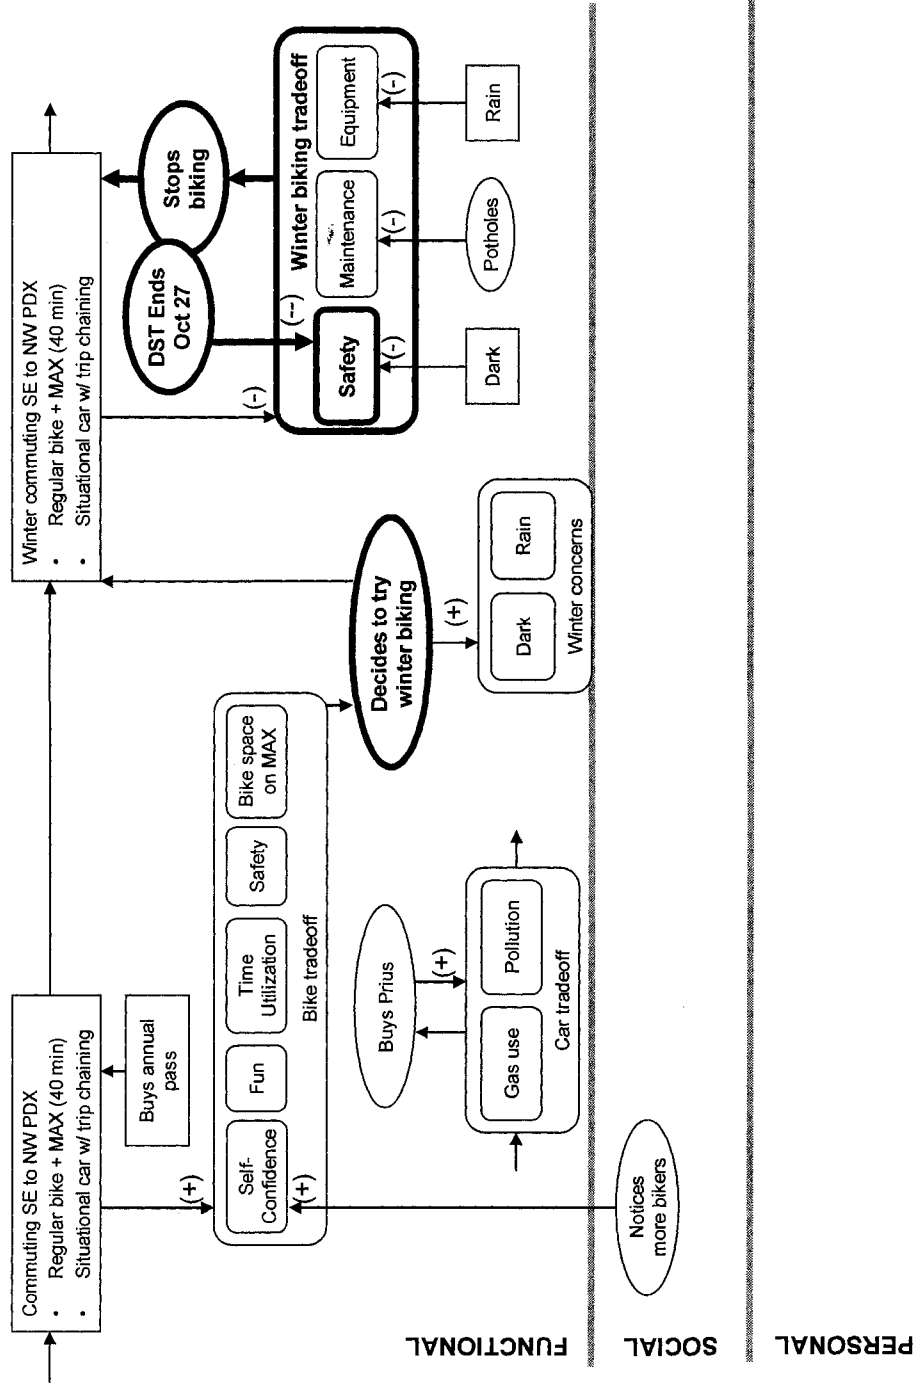 Commuting SE to NW PDX
• Regular bike + MAX (40 min)
• Situational car w/ trip chaining
Buys annual
pass
(+)
Self-
Confidence
(+)
Fun
Time
Utilization
Safety
Bike space
on MAX
Bike tradeoff
Buys Prius
(+)
Gas use
Pollution
Car tradeoff
Notices
more bikers
Decides to try
winter biking
(+)
Dark
Rain
Winter concerns
Winter commuting SE to NW PDX
• Regular bike + MAX (40 min)
• Situational car w/ trip chaining
(-)
DST Ends
Oct 27
(--)
Stops
biking
Winter biking tradeoff
Safety
(-)
Maintenance
(-)
Equipment
(-)
Dark
Potholes
Rain
FUNCTIONAL
SOCIAL
PERSONAL